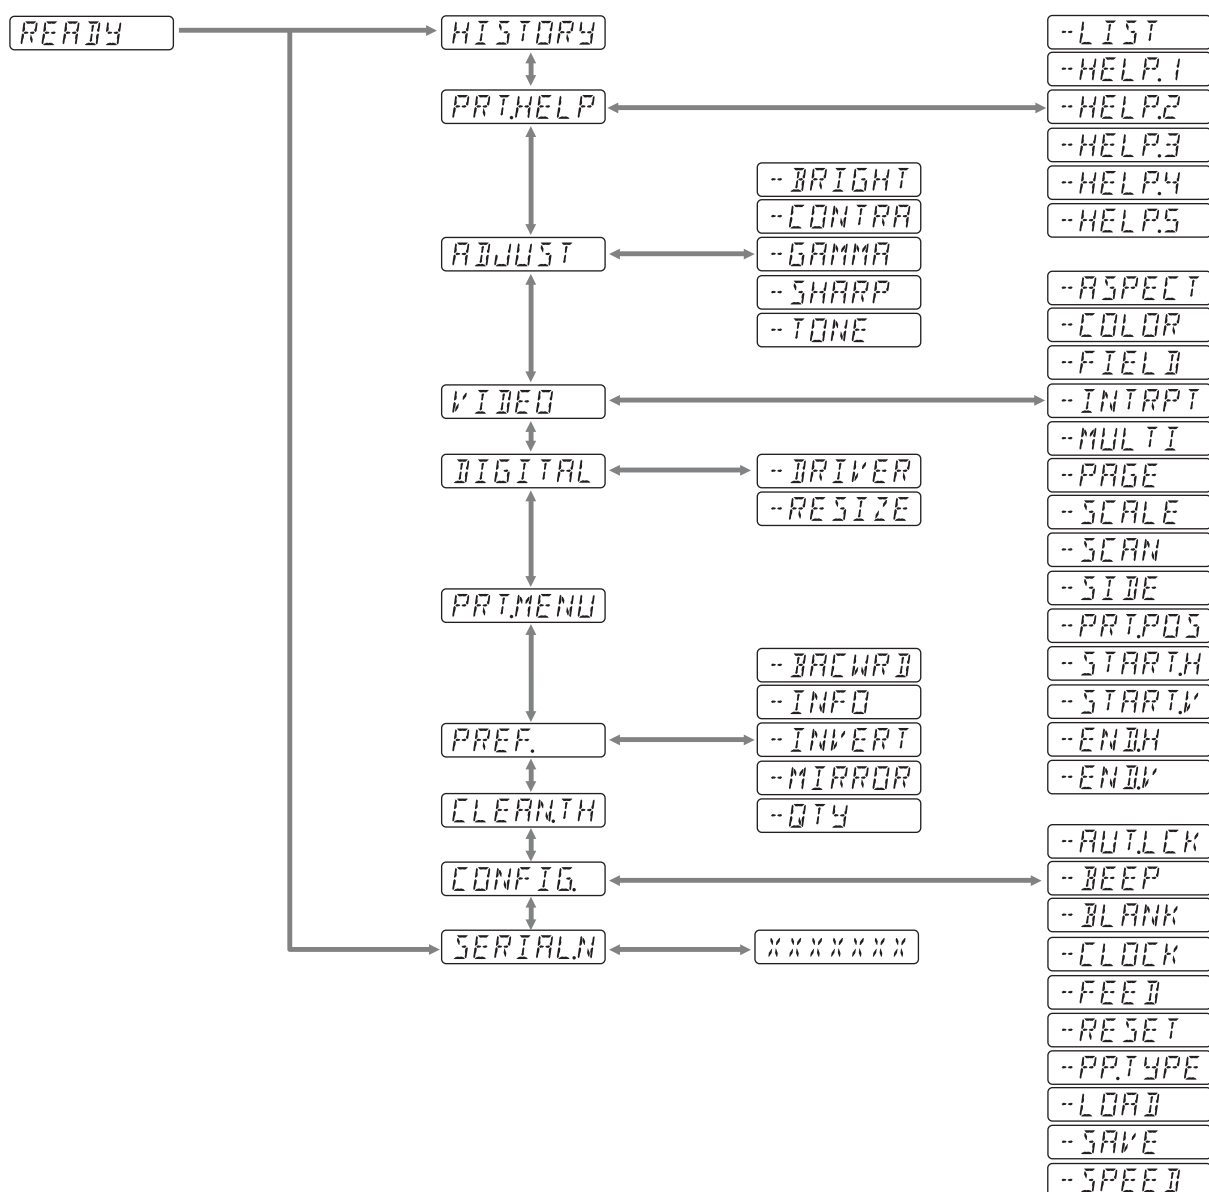 READY
HISTORY
PRT.HELP
-LIST
-HELP.1
-HELP.2
-HELP.3
-HELP.4
-HELP.5
ADJUST
-BRIGHT
-CONTRA
-GAMMA
-SHARP
-TONE
VIDEO
-ASPECT
-COLOR
-FIELD
-INTRPT
-MULTI
-PAGE
-SCALE
-SCAN
-SIDE
-PRT.POS
-START.H
-START.V
-END.H
-END.V
DIGITAL
-DRIVER
-RESIZE
PRT.MENU
PREF.
-BACWRD
-INFO
-INVERT
-MIRROR
-QTY
CLEAN.TH
CONFIG.
-AUT.LCK
-BEEP
-BLANK
-CLOCK
-FEED
-RESET
-PP.TYPE
-LOAD
-SAVE
-SPEED
SERIAL.N
XXXXXXX